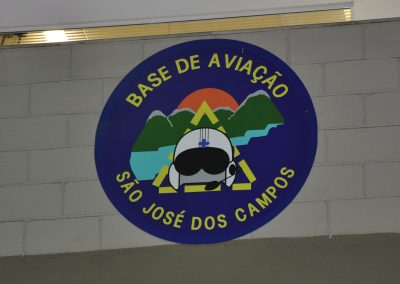 BASE DE AVIAÇÃO
SÃO JOSÉ DOS CAMPOS